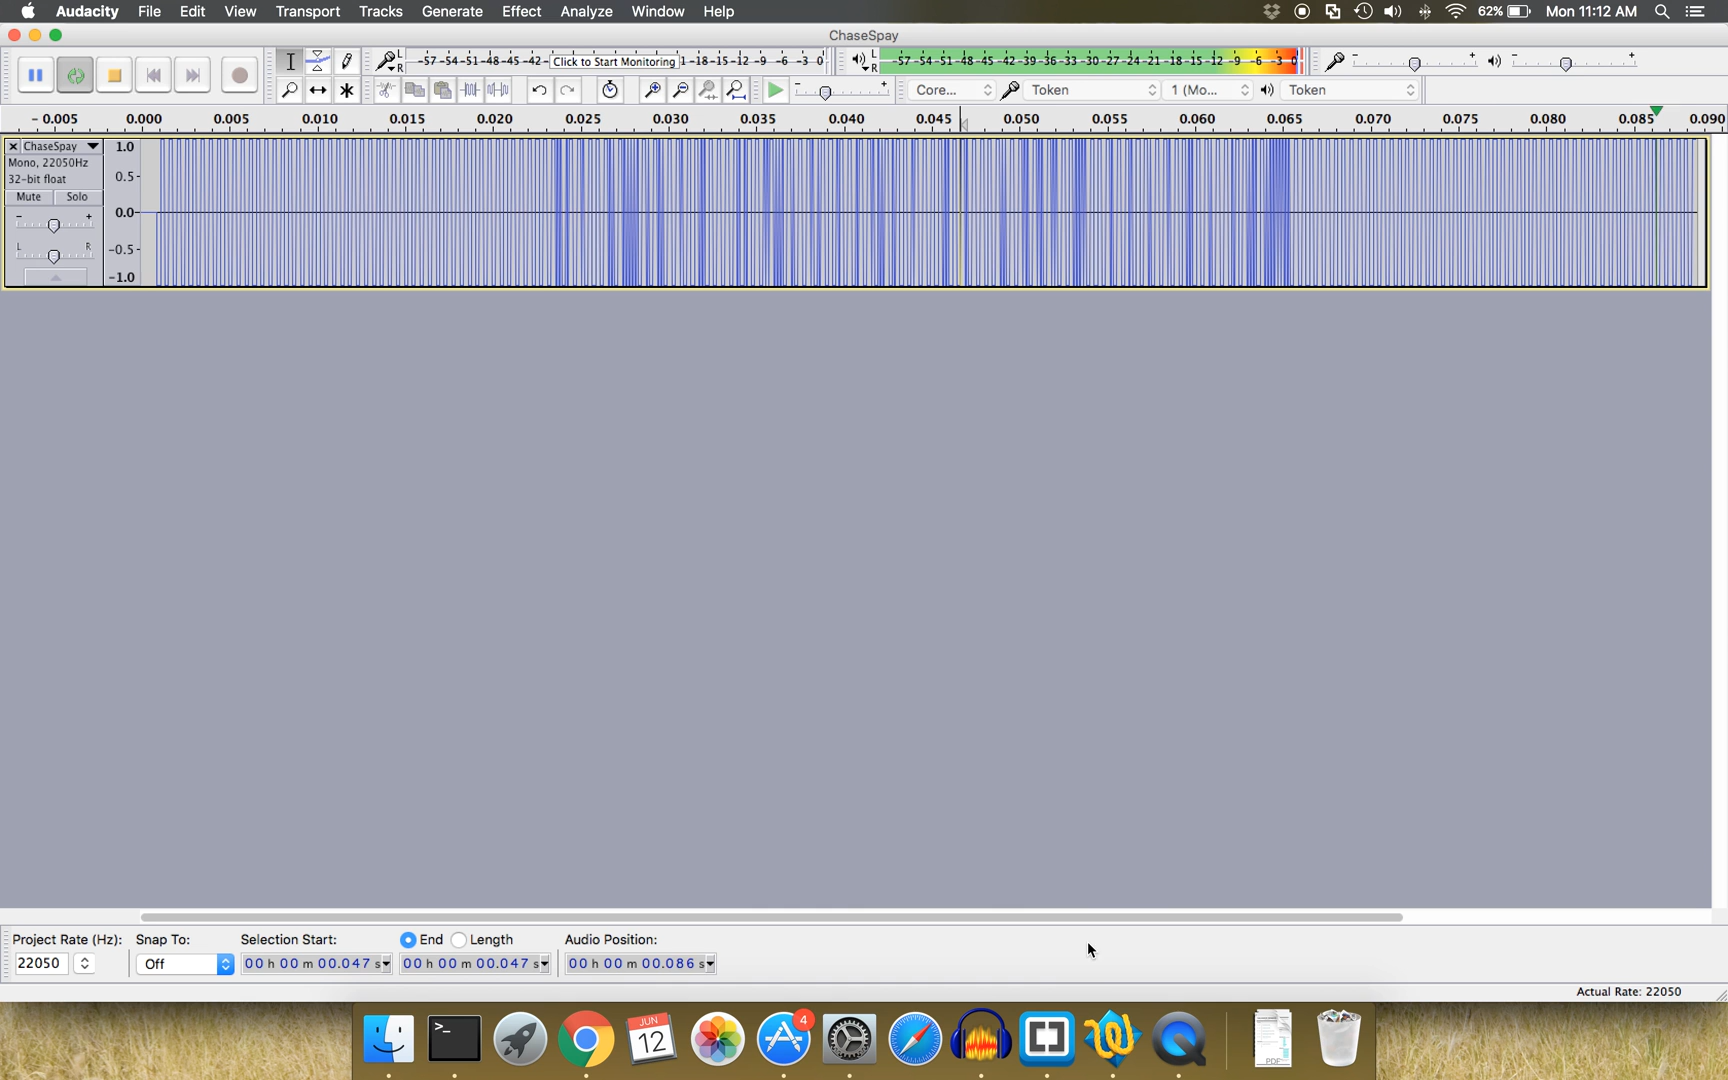 Audacity File Edit View Transport Tracks Generate Effect Analyze Window Help 62% Mon 11:12 AM
ChaseSpay
L R -57 -54 -51 -48 -45 -42- Click to Start Monitoring 1 -18 -15 -12 -9 -6 -3 0 L R -57 -54 -51 -48 -45 -42 -39 -36 -33 -30 -27 -24 -21 -18 -15 -12 -9 -6 -3 0 - + - +
- + Core... Token 1 (Mo... Token
- 0.005 0.000 0.005 0.010 0.015 0.020 0.025 0.030 0.035 0.040 0.045 0.050 0.055 0.060 0.065 0.070 0.075 0.080 0.085 0.090
ChaseSpay 1.0
Mono, 22050Hz
32-bit float 0.5-
Mute Solo
- + 0.0-
L R -0.5-
-1.0
Project Rate (Hz): Snap To: Selection Start: End Length Audio Position:
22050 Off 00 h 00 m 00.047 s 00 h 00 m 00.047 s 00 h 00 m 00.086 s
Actual Rate: 22050
4
JUN
12
>_
PDF